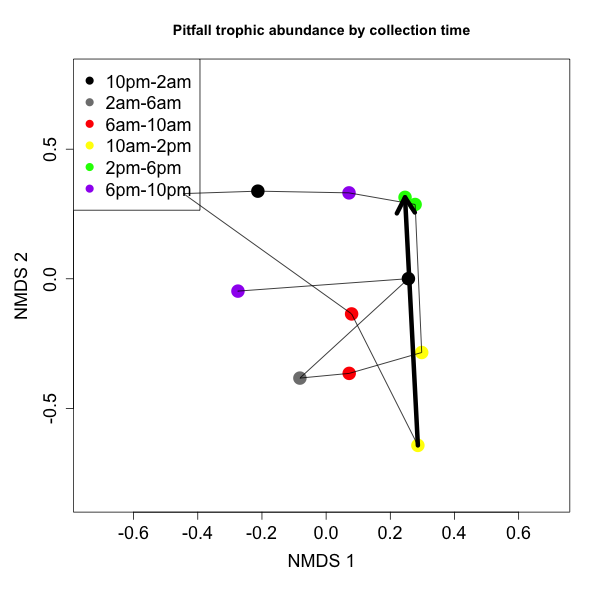 Pitfall trophic abundance by collection time
10pm-2am
2am-6am
6am-10am
10am-2pm
2pm-6pm
6pm-10pm
0.5
0.0
-0.5
NMDS 2
-0.6 -0.4 -0.2 0.0 0.2 0.4 0.6
NMDS 1